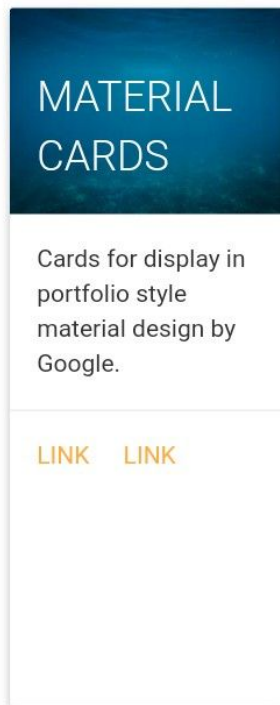 MATERIAL
CARDS
Cards for display in
portfolio style
material design by
Google.
LINK LINK